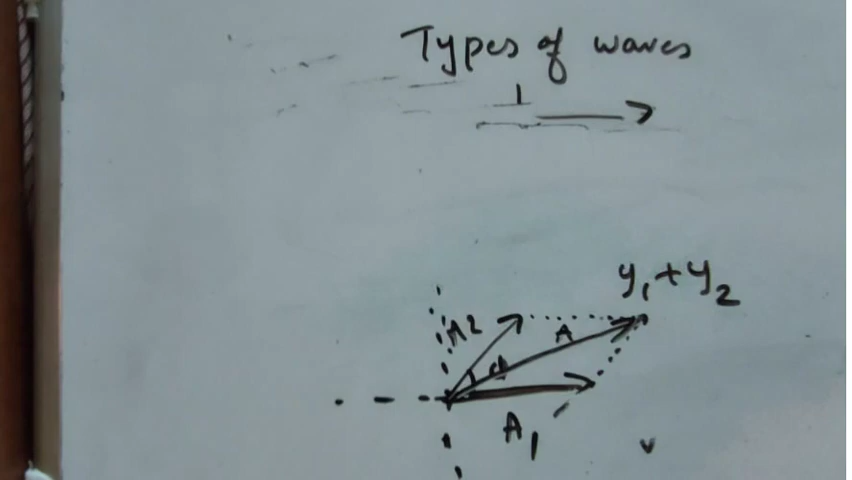 Types of waves
y1+y2
A2
A
ϕ
A1